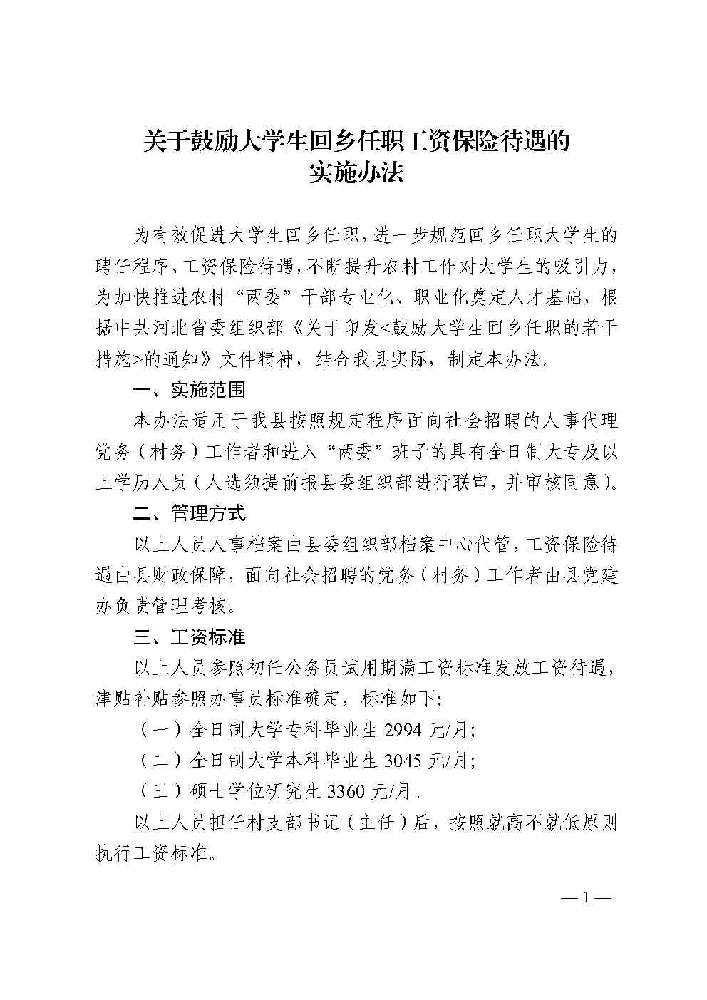 关于鼓励大学生回乡任职工资保险待遇的
实施办法
为有效促进大学生回乡任职,进一步规范回乡任职大学生的
聘任程序、工资保险待遇,不断提升农村工作对大学生的吸引力,
为加快推进农村“两委”干部专业化、职业化奠定人才基础，根
据中共河北省委组织部《关于印发<鼓励大学生回乡任职的若干
措施>的通知》文件精神，结合我县实际，制定本办法。
一、实施范围
本办法适用于我县按照规定程序面向社会招聘的人事代理
党务（村务）工作者和进入“两委”班子的具有全日制大专及以
上学历人员（人选须提前报县委组织部进行联审，并审核同意）。
二、管理方式
以上人员人事档案由县委组织部档案中心代管,工资保险待
遇由县财政保障，面向社会招聘的党务（村务）工作者由县党建
办负责管理考核。
三、工资标准
以上人员参照初任公务员试用期满工资标准发放工资待遇，
津贴补贴参照办事员标准确定，标准如下：
（一）全日制大学专科毕业生 2994 元/月；
（二）全日制大学本科毕业生 3045 元/月；
（三）硕士学位研究生 3360 元/月。
以上人员担任村支部书记（主任）后，按照就高不就低原则
执行工资标准。
— 1 —